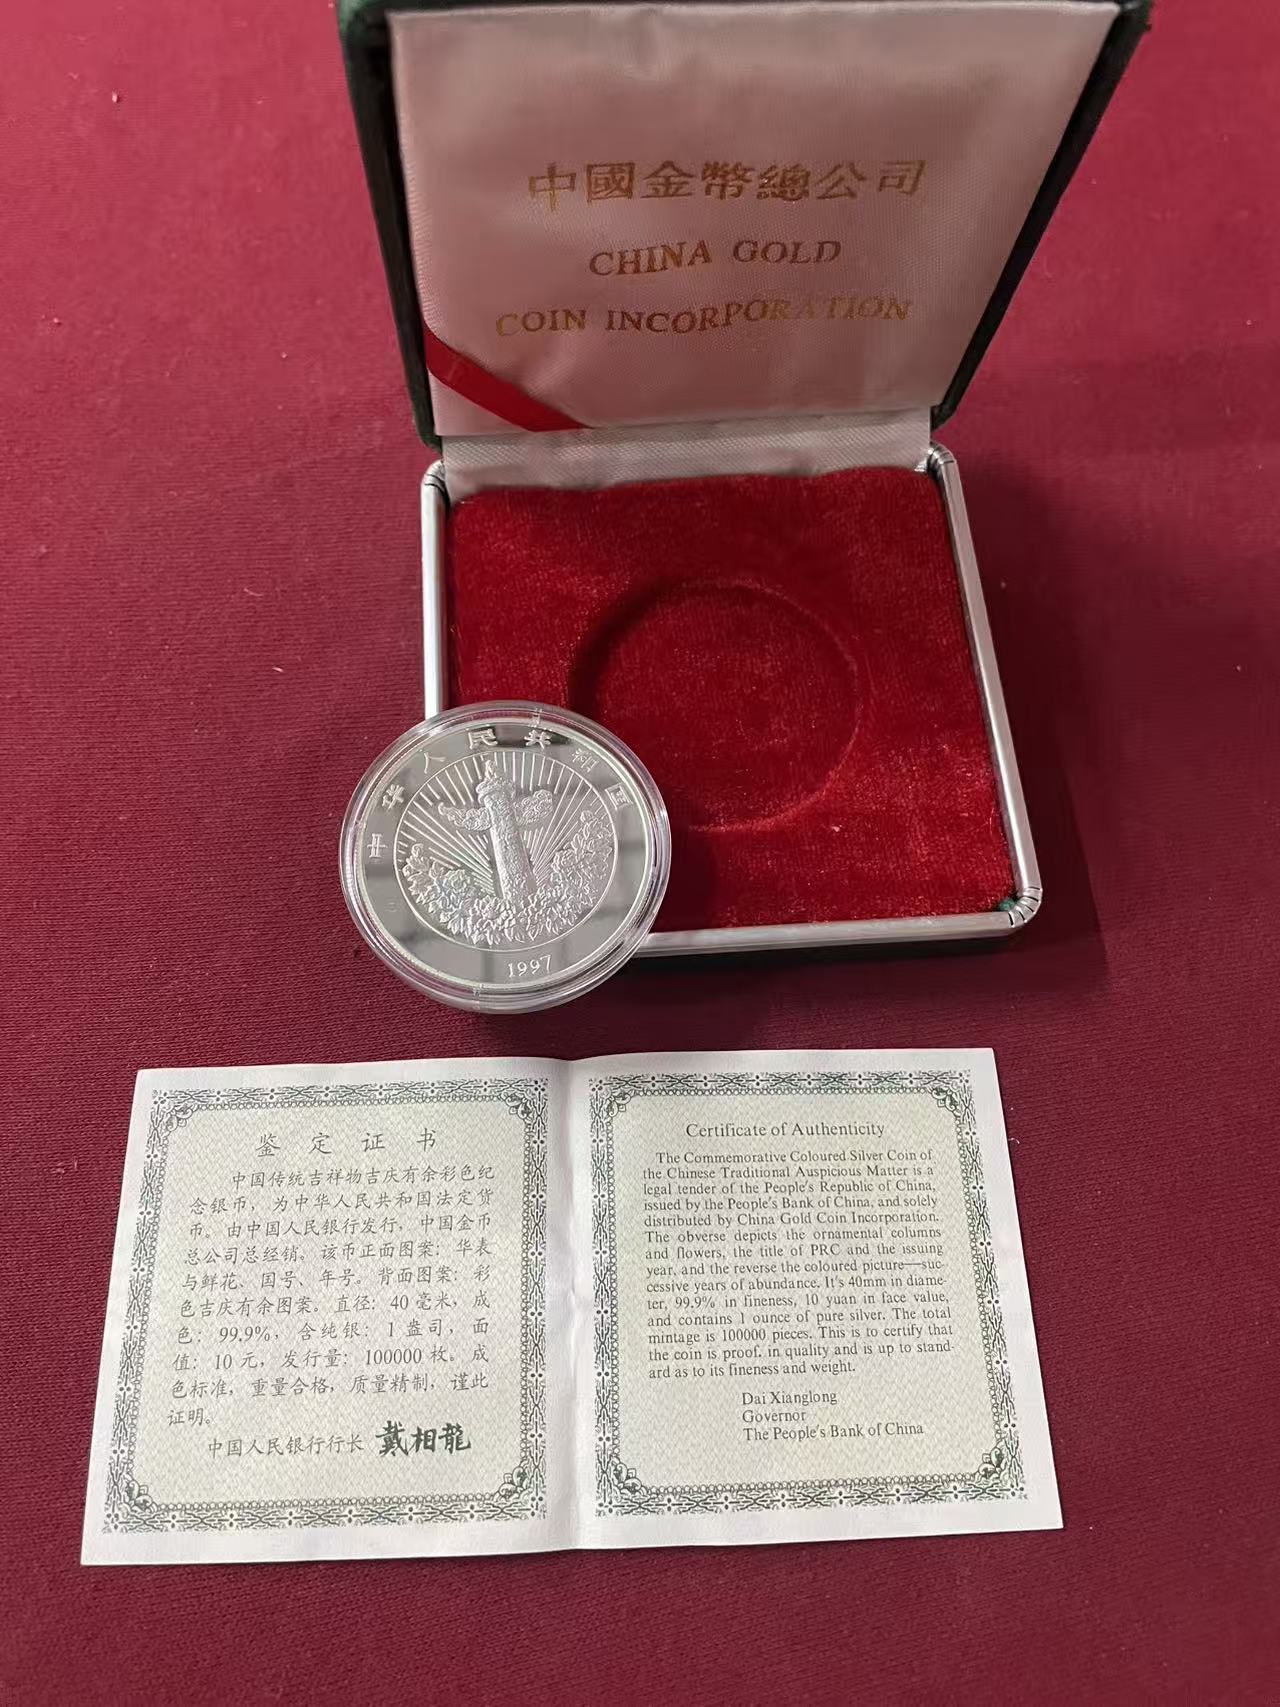 中國金幣總公司
CHINA GOLD
COIN INCORPORATION
中华人民共和国
1997
鉴定证书
中国传统吉祥物吉庆有余彩色纪
念银币，为中华人民共和国法定货
币。由中国人民银行发行，中国金币
总公司总经销。该币正面图案：华表
与鲜花、国号、年号。背面图案：彩
色吉庆有余图案。直径：40毫米，成
色：99.9%，含纯银：1盎司，面
值：10元，发行量：100000枚。成
色标准，重量合格，质量精制，谨此
证明。
中国人民银行行长 戴相龍
Certificate of Authenticity
The Commemorative Coloured Silver Coin of
the Chinese Traditional Auspicious Matter is a
legal tender of the People's Republic of China,
issued by the People's Bank of China, and solely
distributed by China Gold Coin Incorporation.
The obverse depicts the ornamental columns
and flowers, the title of PRC and the issuing
year, and the reverse the coloured picture—suc-
cessive years of abundance. It's 40mm in diame-
ter, 99.9% in fineness, 10 yuan in face value,
and contains 1 ounce of pure silver. The total
mintage is 100000 pieces. This is to certify that
the coin is proof. in quality and is up to stand-
ard as to its fineness and weight.
Dai Xianglong
Governor
The People's Bank of China